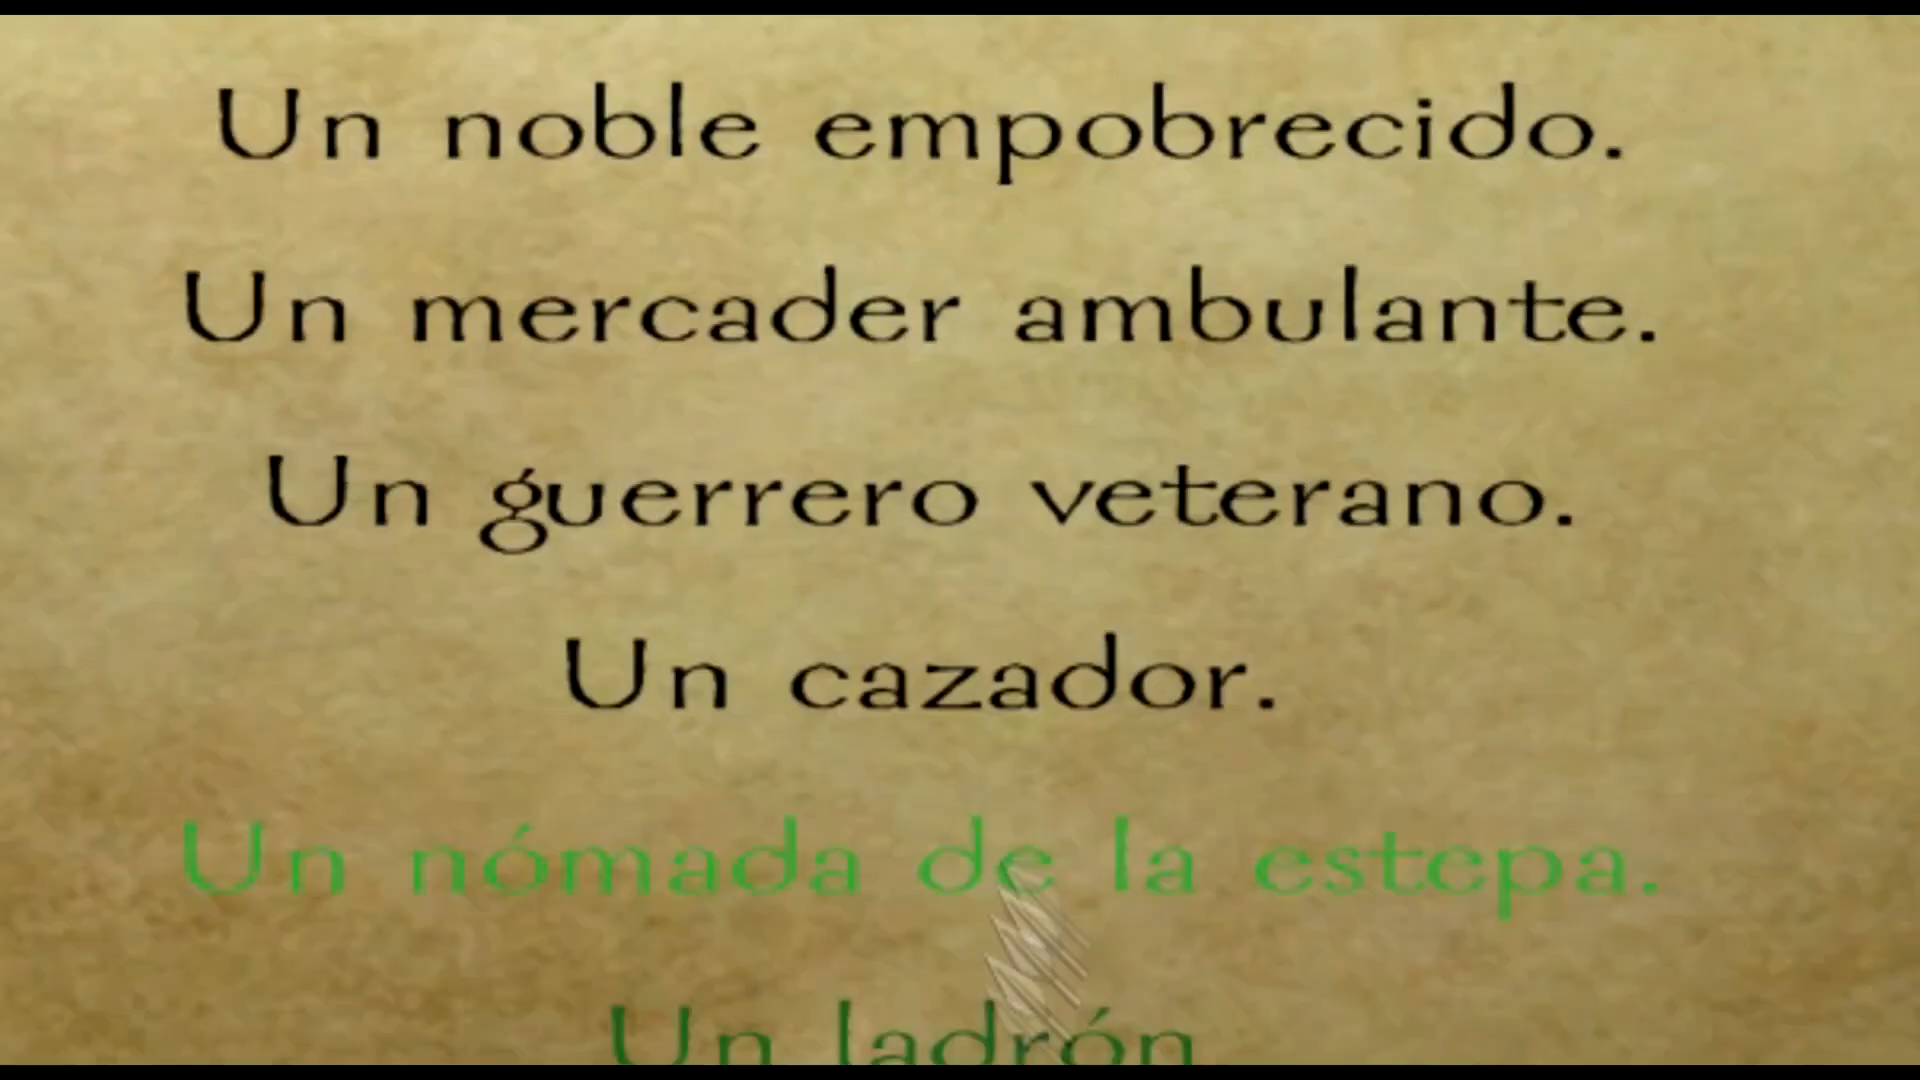 Un noble empobrecido.
Un mercader ambulante.
Un guerrero veterano.
Un cazador.
Un nómada de la estepa.
Un ladrón